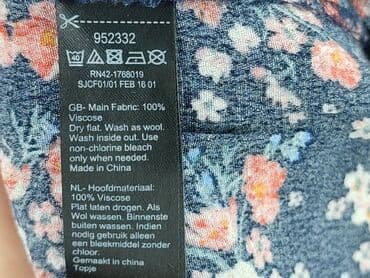 952332
40
RN42-1768019
SJCF01/01 FEB 16 01
GB- Main Fabric: 100%
Viscose
Dry flat. Wash as wool.
Wash inside out. Use
non-chlorine bleach
only when needed.
Made in China
NL- Hoofdmateriaal:
100% Viscose
Plat laten drogen. Als
Wol wassen. Binnenste
buiten wassen. Indien
nodig gebruik alleen
een bleekmiddel zonder
chloor.
Gemaakt in china
Topje